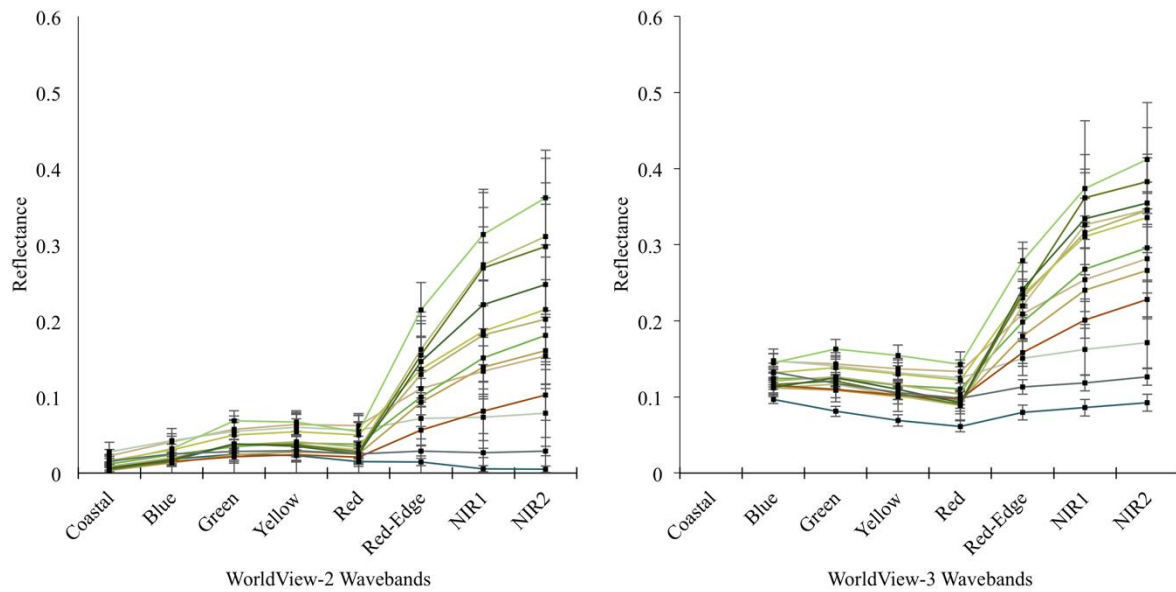 0.6
0.5
0.4
0.3
0.2
0.1
0
Reflectance
Coastal
Blue
Green
Yellow
Red
Red-Edge
NIR1
NIR2
WorldView-2 Wavebands
0.6
0.5
0.4
0.3
0.2
0.1
0
Reflectance
Coastal
Blue
Green
Yellow
Red
Red-Edge
NIR1
NIR2
WorldView-3 Wavebands